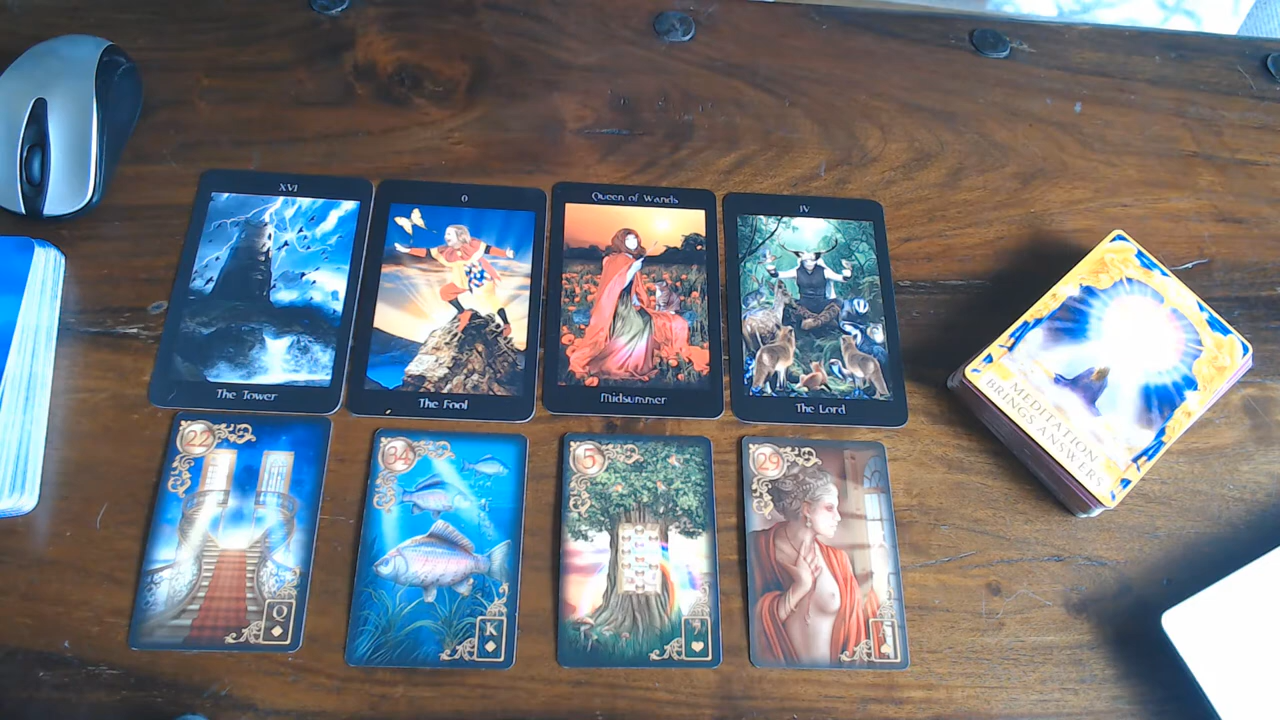 XVI
The Tower
0
The Fool
Queen of Wands
Midsummer
IV
The Lord
22
Q
34
K
5
7
29
MEDITATION
BRINGS ANSWERS